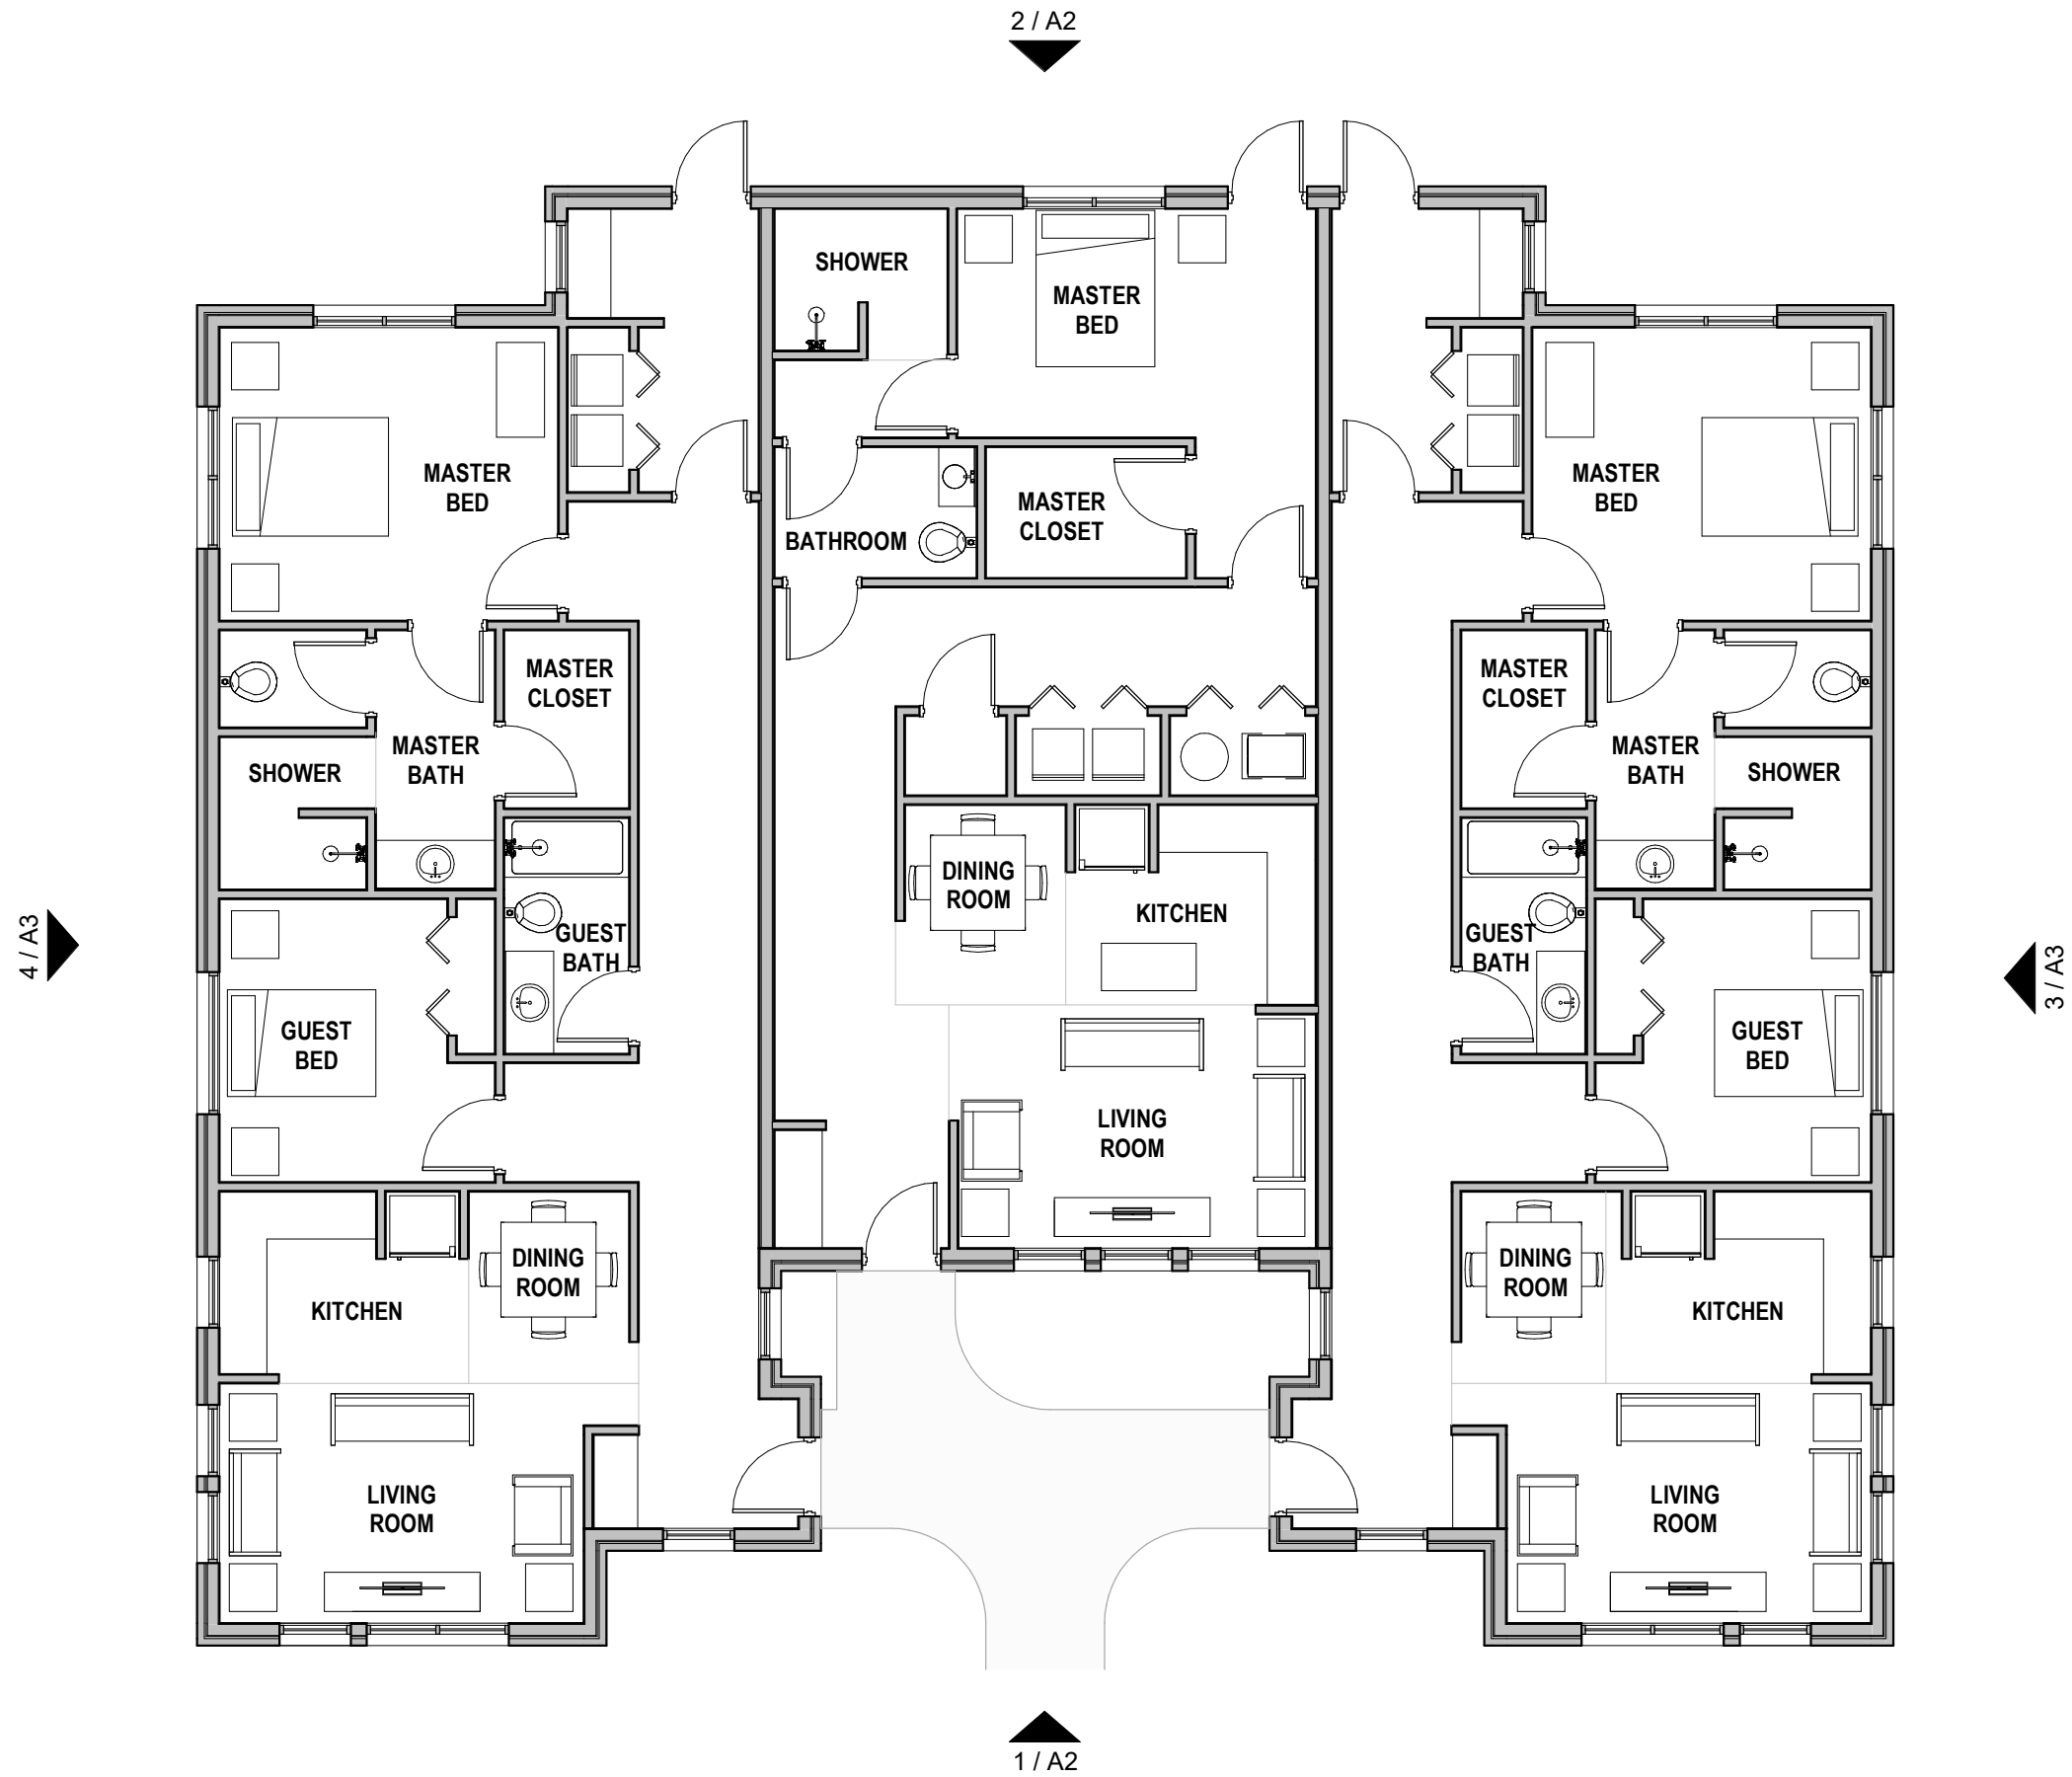 2 / A2
SHOWER
MASTER
BED
MASTER
BED
MASTER
CLOSET
BATHROOM
MASTER
BED
MASTER
CLOSET
MASTER
BATH
SHOWER
MASTER
CLOSET
MASTER
BATH
SHOWER
DINING
ROOM
KITCHEN
GUEST
BATH
GUEST
BATH
4 / A3
3 / A3
GUEST
BED
GUEST
BED
LIVING
ROOM
DINING
ROOM
KITCHEN
DINING
ROOM
KITCHEN
LIVING
ROOM
LIVING
ROOM
1 / A2